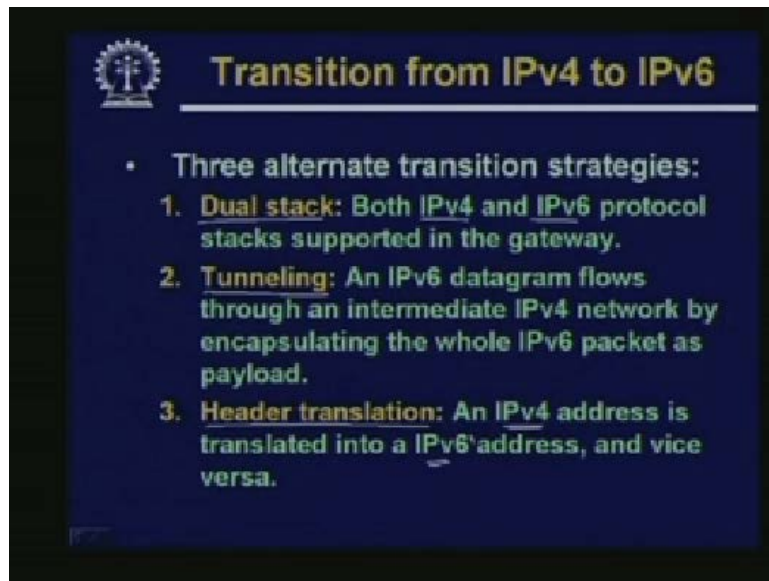 Transition from IPv4 to IPv6
• Three alternate transition strategies:
1. Dual stack: Both IPv4 and IPv6 protocol
stacks supported in the gateway.
2. Tunneling: An IPv6 datagram flows
through an intermediate IPv4 network by
encapsulating the whole IPv6 packet as
payload.
3. Header translation: An IPv4 address is
translated into a IPv6 address, and vice
versa.